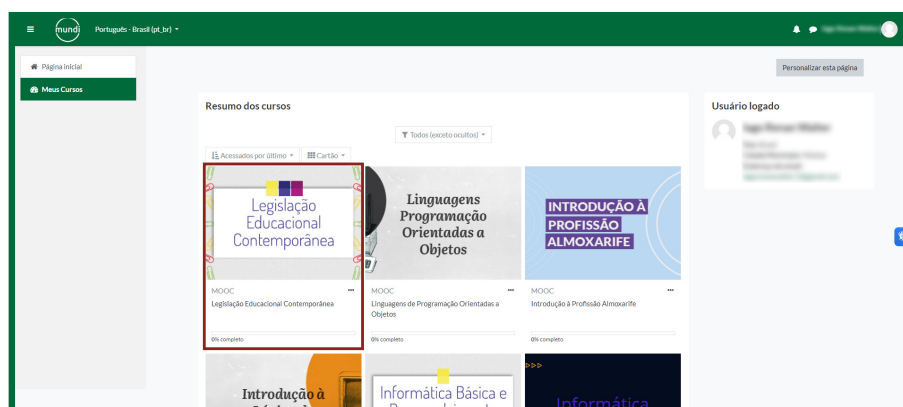 mundi
Português - Brasil (pt_br)
Página inicial
Meus Cursos
Personalizar esta página
Resumo dos cursos
Usuário logado
Todos (exceto ocultos)
Acessados por último
Cartão
Legislação
Educacional
Contemporânea
Linguagens
Programação
Orientadas a
Objetos
INTRODUÇÃO À
PROFISSÃO
ALMOXARIFE
MOOC
Legislação Educacional Contemporânea
0% completo
MOOC
Linguagens de Programação Orientadas a
Objetos
0% completo
MOOC
Introdução à Profissão Almoxarife
0% completo
Introdução à
Informática Básica e
Informática